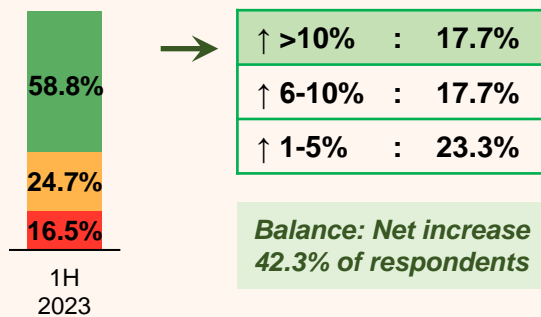 58.8%
24.7%
16.5%
1H
2023
↑ >10% : 17.7%
↑ 6-10% : 17.7%
↑ 1-5% : 23.3%
Balance: Net increase
42.3% of respondents